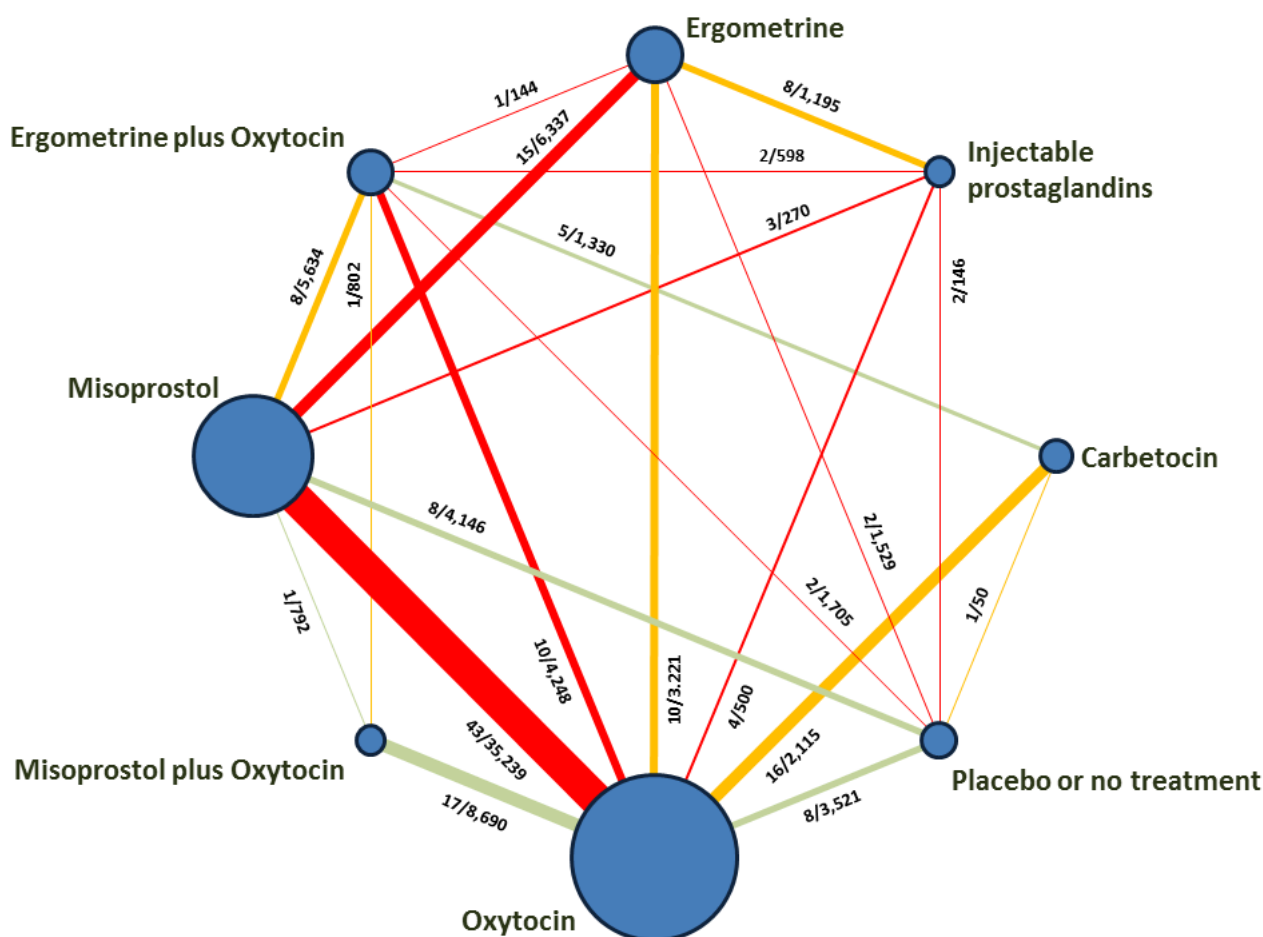 Ergometrine
1/144
8/1,195
Ergometrine plus Oxytocin
15/6,337
2/598
Injectable
prostaglandins
3/270
5/1,330
8/5,634
1/802
2/146
Misoprostol
Carbetocin
8/4,146
2/1,529
2/1,705
1/792
1/50
10/4,248
10/3.221
4/500
43/35,239
16/2,115
Misoprostol plus Oxytocin
Placebo or no treatment
17/8,690
8/3,521
Oxytocin